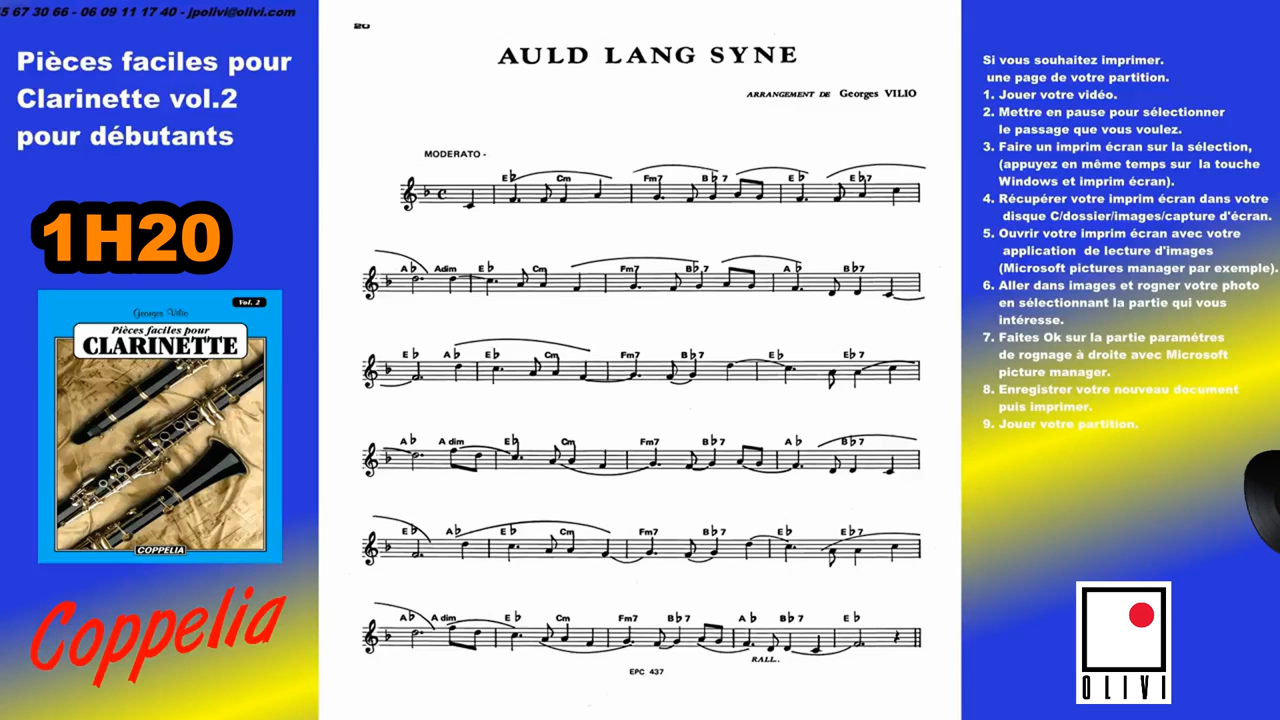 5 67 30 66 - 06 09 11 17 40 - jpolivi@olivi.com
Pièces faciles pour
Clarinette vol.2
pour débutants
1H20
Vol. 2
Georges Vilio
Pièces faciles pour
CLARINETTE
COPPELIA
Coppelia
20
AULD LANG SYNE
ARRANGEMENT DE Georges VILIO
MODERATO -
E♭ Cm Fm7 B♭7 E♭ E♭7
A♭ Adim E♭ Cm Fm7 B♭7 A♭ B♭7
E♭ A♭ E♭ Cm Fm7 B♭7 E♭ E♭7
A♭ A dim E♭ Cm Fm7 B♭7 A♭ B♭7
E♭ A♭ E♭ Cm Fm7 B♭7 E♭ E♭7
A♭ A dim E♭ Cm Fm7 B♭7 A♭ B♭7 E♭
RALL..
EPC 437
Si vous souhaitez imprimer.
une page de votre partition.
1. Jouer votre vidéo.
2. Mettre en pause pour sélectionner
le passage que vous voulez.
3. Faire un imprim écran sur la sélection,
(appuyez en même temps sur la touche
Windows et imprim écran).
4. Récupérer votre imprim écran dans votre
disque C/dossier/images/capture d'écran.
5. Ouvrir votre imprim écran avec votre
application de lecture d'images
(Microsoft pictures manager par exemple).
6. Aller dans images et rogner votre photo
en sélectionnant la partie qui vous
intéresse.
7. Faites Ok sur la partie paramétres
de rognage à droite avec Microsoft
picture manager.
8. Enregistrer votre nouveau document
puis imprimer.
9. Jouer votre partition.
OLIVI